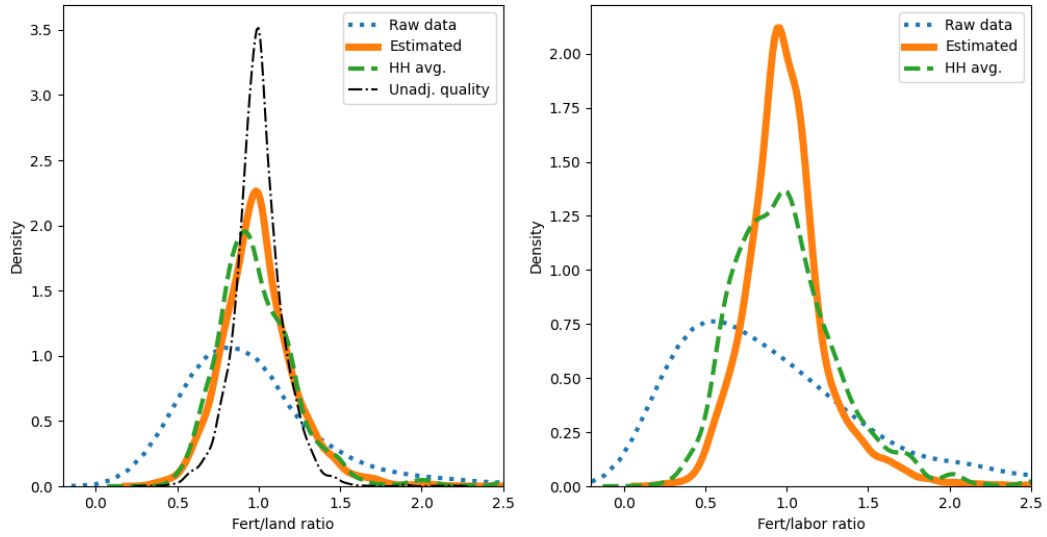 3.5
3.0
2.5
2.0
1.5
1.0
0.5
0.0
Density
0.0
0.5
1.0
1.5
2.0
2.5
Fert/land ratio
Raw data
Estimated
HH avg.
Unadj. quality
2.00
1.75
1.50
1.25
1.00
0.75
0.50
0.25
0.00
Density
0.0
0.5
1.0
1.5
2.0
2.5
Fert/labor ratio
Raw data
Estimated
HH avg.